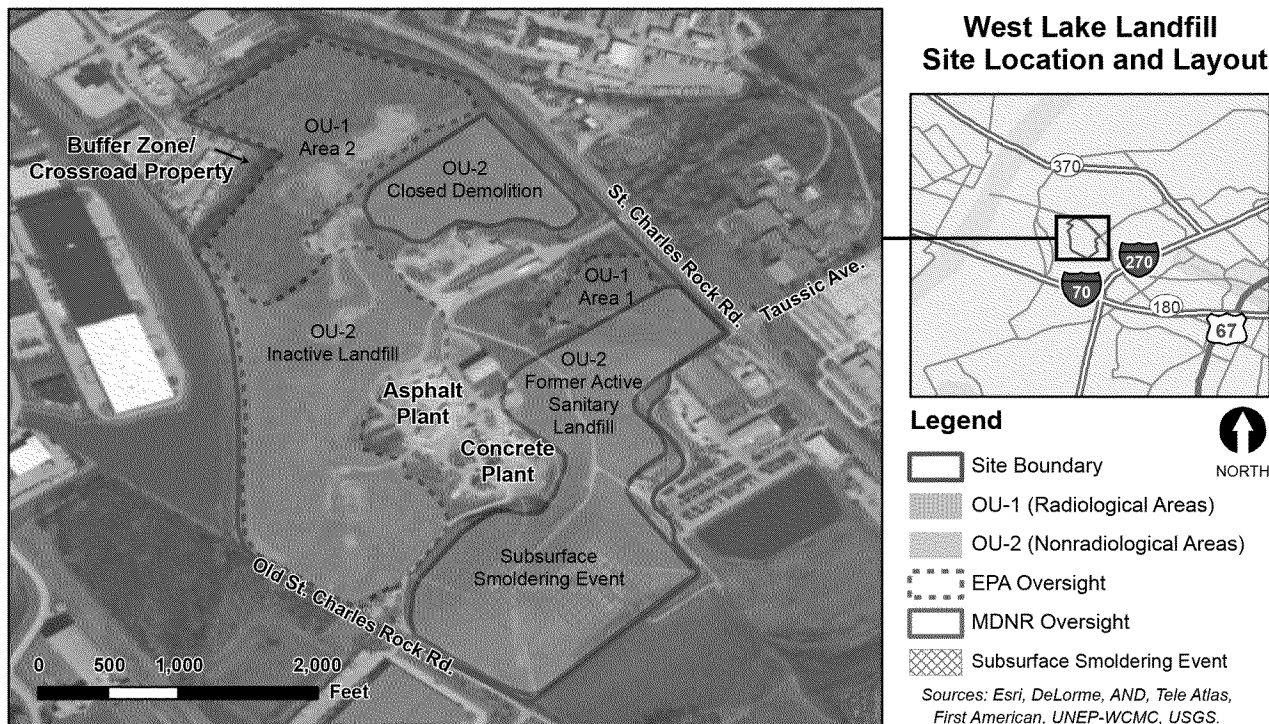 West Lake Landfill
Site Location and Layout
OU-1
Area 2
Buffer Zone/
Crossroad Property
OU-2
Closed Demolition
St. Charles Rock Rd.
Taussic Ave.
OU-1
Area 1
OU-2
Inactive Landfill
OU-2
Former Active
Sanitary
Landfill
Asphalt
Plant
Concrete
Plant
Subsurface
Smoldering Event
Old St. Charles Rock Rd.
0 500 1,000 2,000
Feet
370
270
70
180
67
Legend
NORTH
Site Boundary
OU-1 (Radiological Areas)
OU-2 (Nonradiological Areas)
EPA Oversight
MDNR Oversight
Subsurface Smoldering Event
Sources: Esri, DeLorme, AND, Tele Atlas,
First American, UNEP-WCMC, USGS.